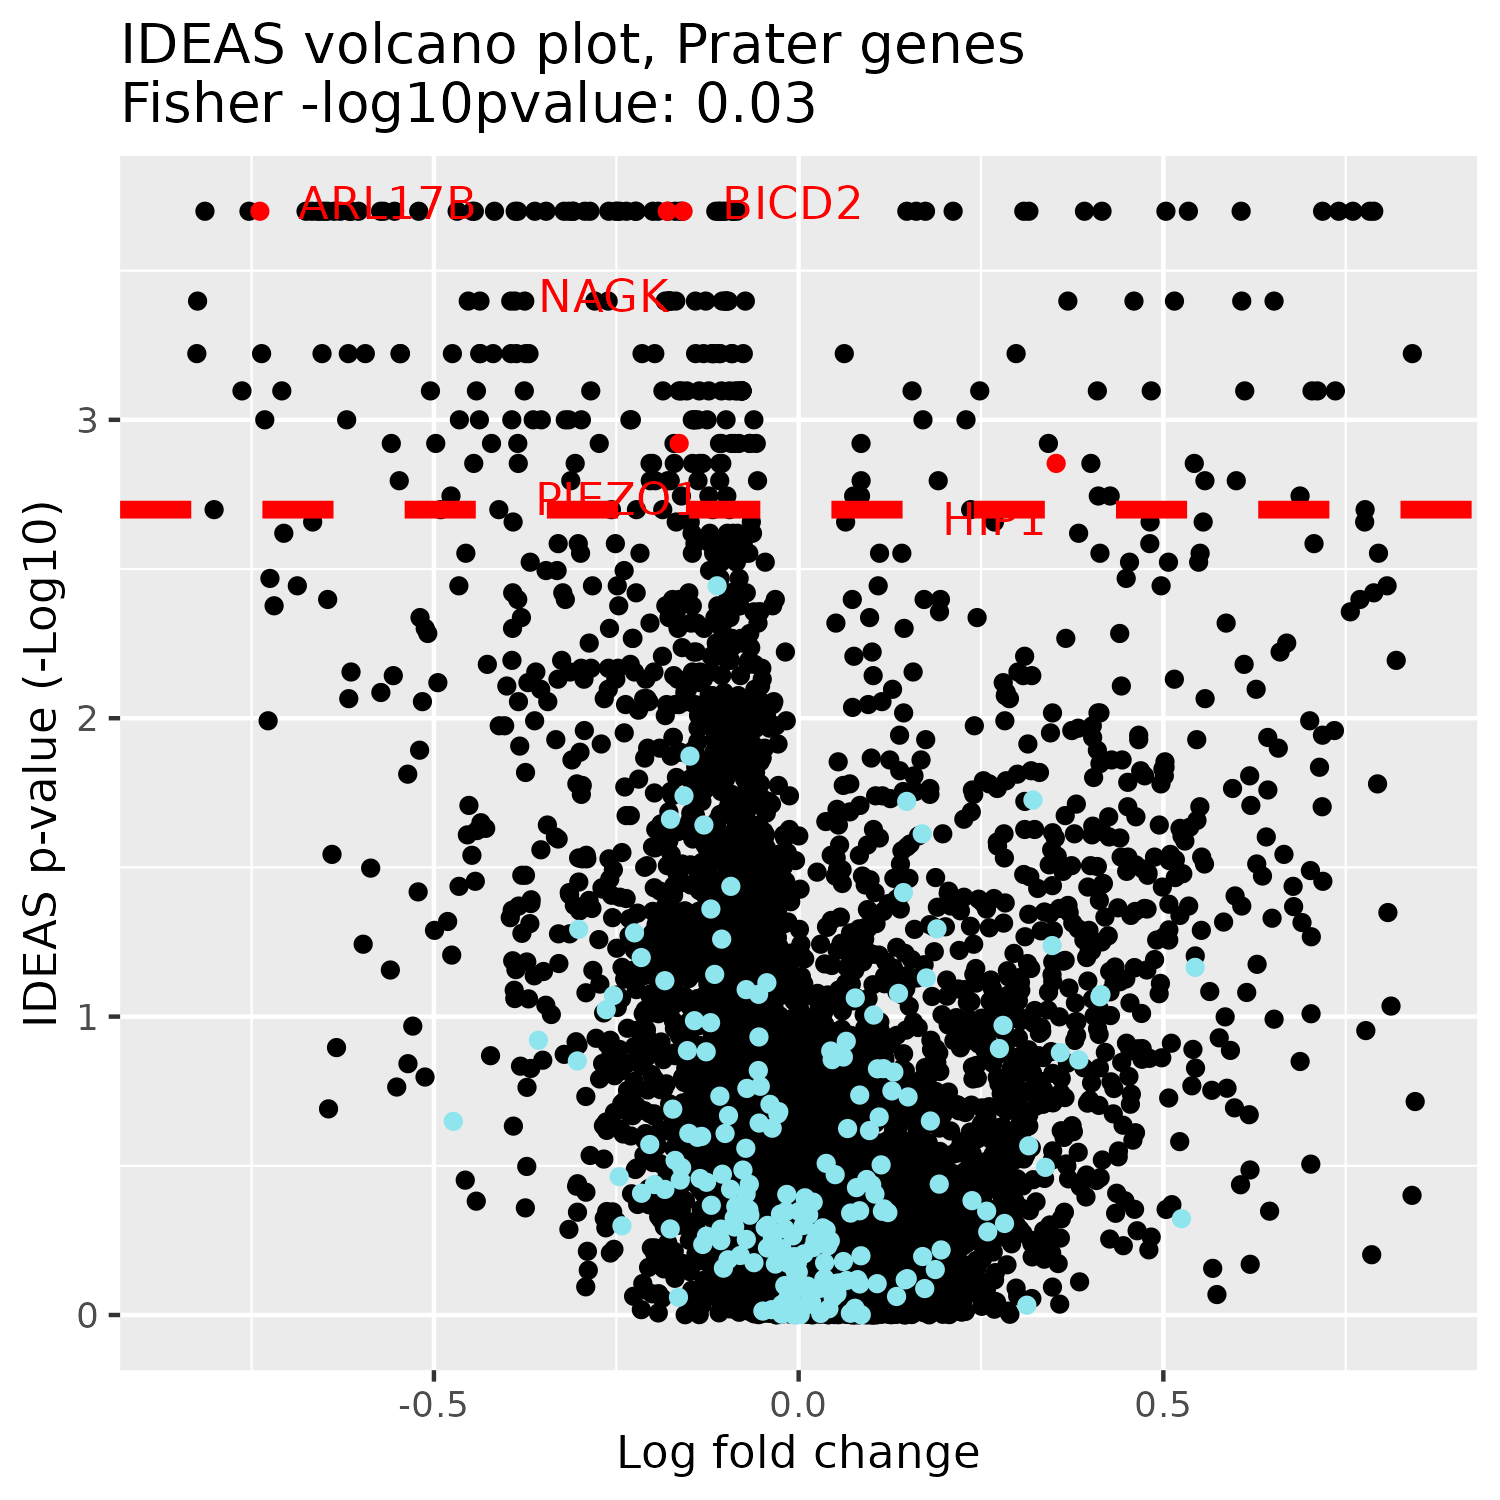 IDEAS volcano plot, Prater genes
Fisher -log10pvalue: 0.03
ARL17B
BICD2
NAGK
PIEZO1
HIP1
3
2
1
0
IDEAS p-value (-Log10)
-0.5
0.0
0.5
Log fold change